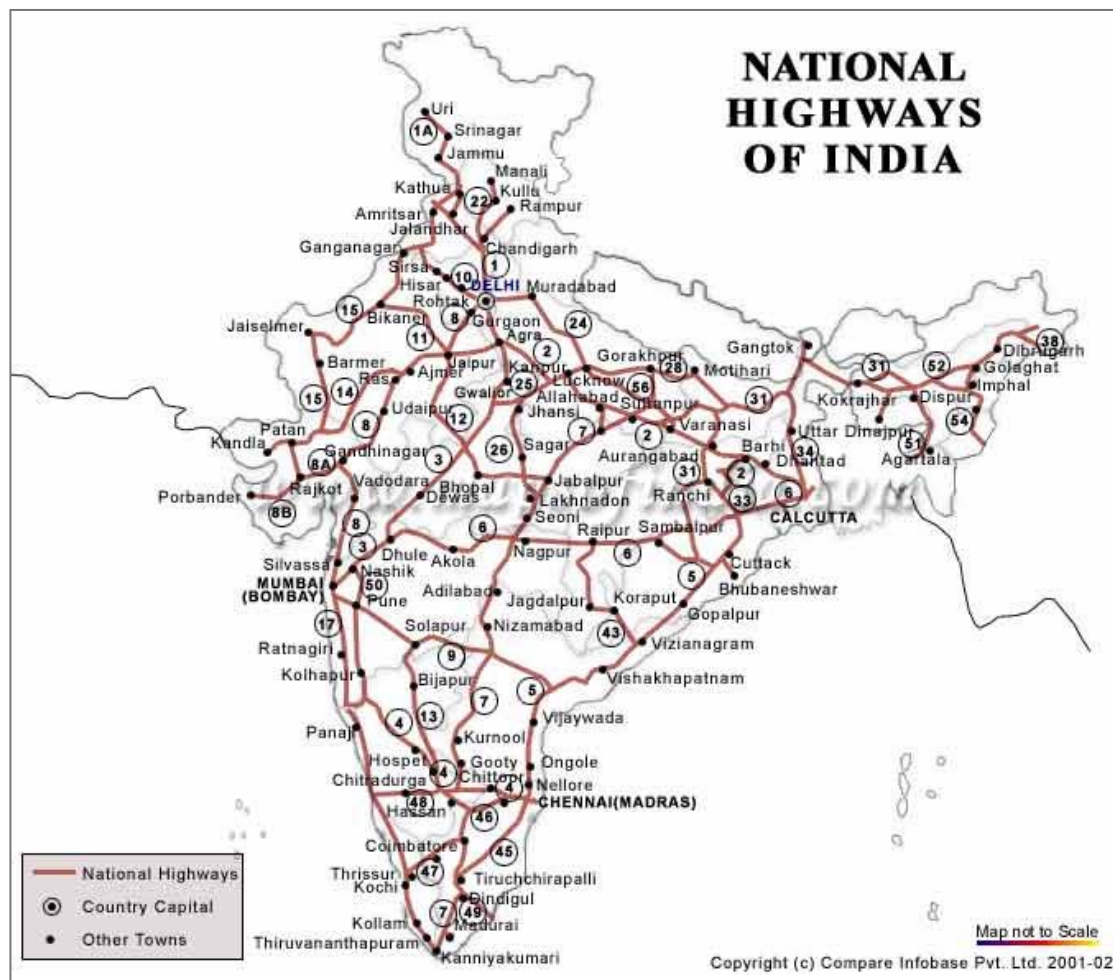 NATIONAL
HIGHWAYS
OF INDIA
Uri
1A
Srinagar
Jammu
Manali
Kathua
22
Kullu
Rampur
Amritsar
Jalandhar
Chandigarh
Ganganagar
1
Sirsa
10
Hisar
DELHI
Muradabad
Rohtak
15
Bikaner
8
Gurgaon
24
Jaiselmer
11
Agra
2
Gorakhpur
Gangtok
38
Dibrugarh
Barmer
Jaipur
Kanpur
28
Motihari
31
52
Golaghat
Ras
Ajmer
Lucknow
Imphal
15
14
Gwalior
25
Allahabad
56
Sultanpur
31
Kokrajhar
Dispur
Udaipur
12
Jhansi
54
Patan
8
7
2
Varanasi
Uttar Dinajpur
Kandla
Gandhinagar
3
26
Sagar
Aurangabad
Barhi
34
51
Agartala
8A
Rajkot
Bhopal
Jabalpur
31
2
Dhanbad
Porbander
Vadodara
Dewas
Lakhnadon
Ranchi
33
6
8B
8
Seoni
CALCUTTA
6
Raipur
Sambalpur
3
Dhule
Akola
Nagpur
6
Silvassa
Nashik
Cuttack
MUMBAI
(BOMBAY)
50
Adilabad
5
Bhubaneshwar
Pune
Jagdalpur
Koraput
Gopalpur
17
Solapur
Nizamabad
43
Ratnagiri
9
Vizianagram
Kolhapur
Bijapur
Vishakhapatnam
7
5
4
13
Vijaywada
Panaji
Kurnool
Hospet
Gooty
Ongole
Chitradurga
4
Chittoor
4
Nellore
48
CHENNAI(MADRAS)
Hassan
46
Coimbatore
45
Thrissur
47
Kochi
Tiruchchirapalli
Dindigul
Kollam
7
49
Madurai
Thiruvananthapuram
Kanniyakumari
National Highways
Country Capital
Other Towns
Map not to Scale
Copyright (c) Compare Infobase Pvt. Ltd. 2001-02